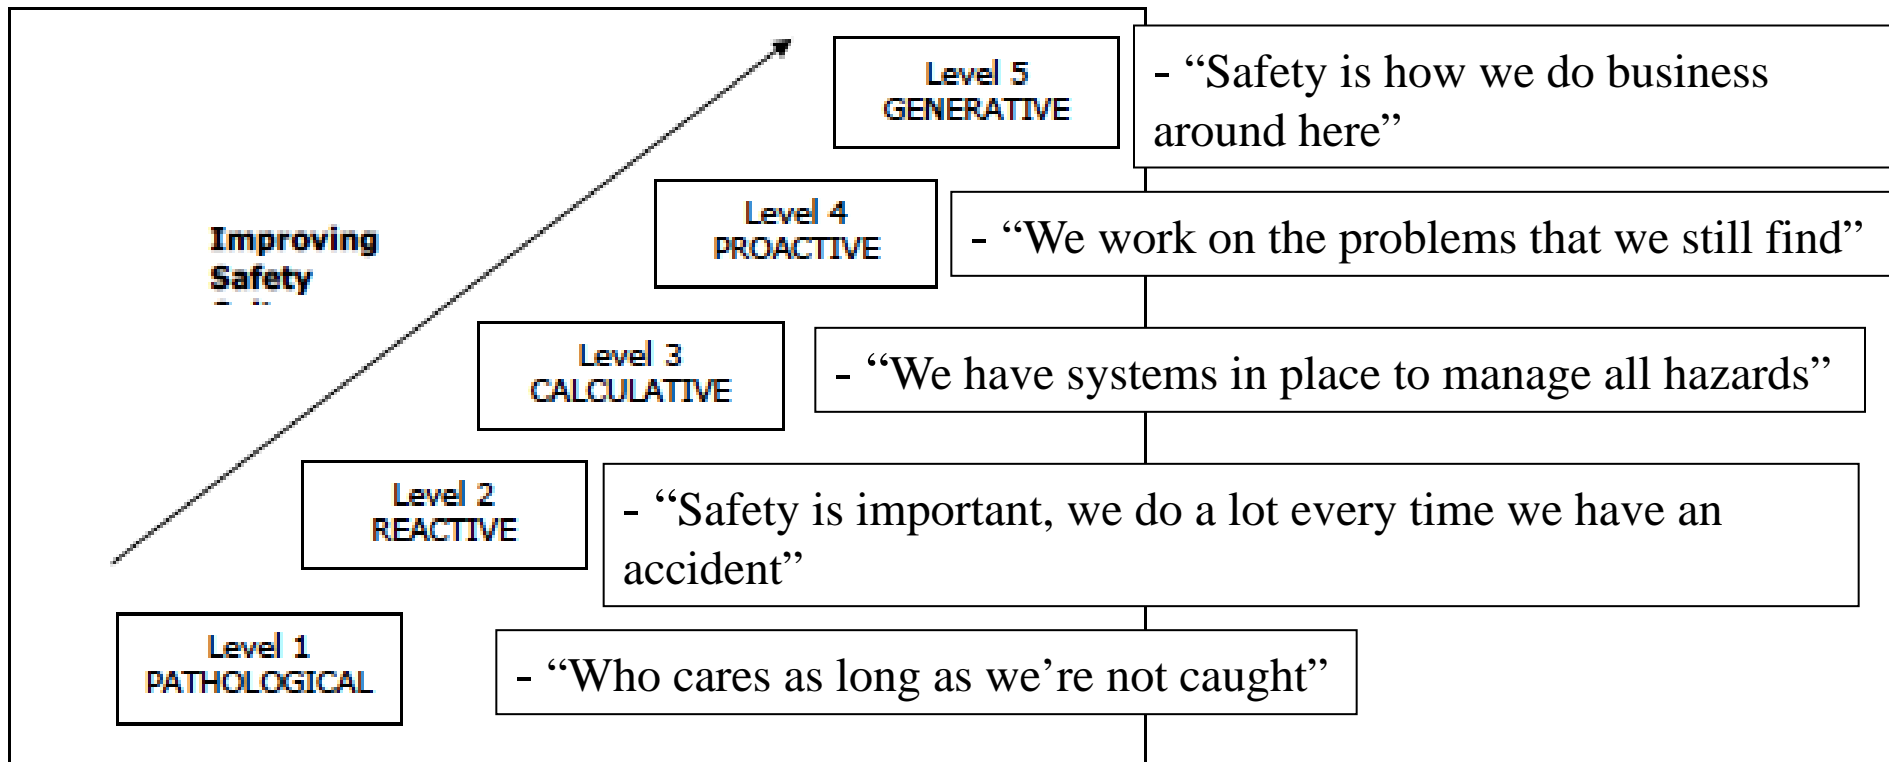 Level 5
GENERATIVE
- “Safety is how we do business
around here”
Level 4
PROACTIVE
- “We work on the problems that we still find”
Improving
Safety
Level 3
CALCULATIVE
- “We have systems in place to manage all hazards”
Level 2
REACTIVE
- “Safety is important, we do a lot every time we have an
accident”
Level 1
PATHOLOGICAL
- “Who cares as long as we’re not caught”